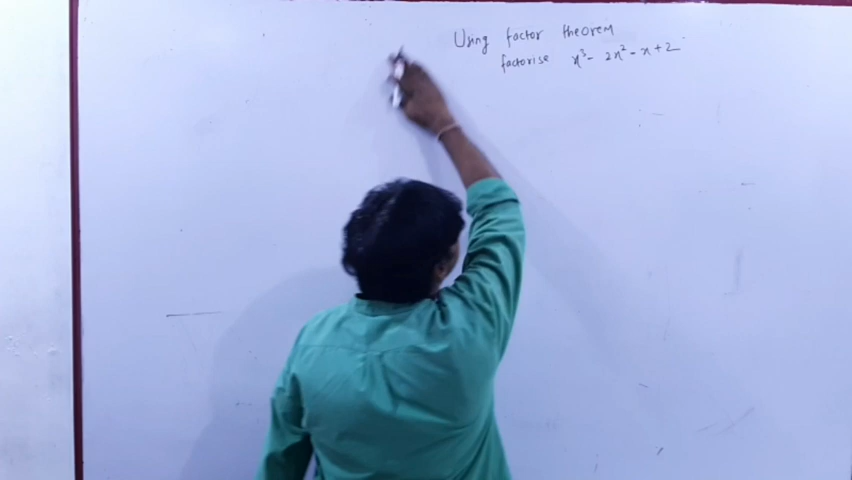 Using factor theorem
factorise x³ - 2x² - x + 2